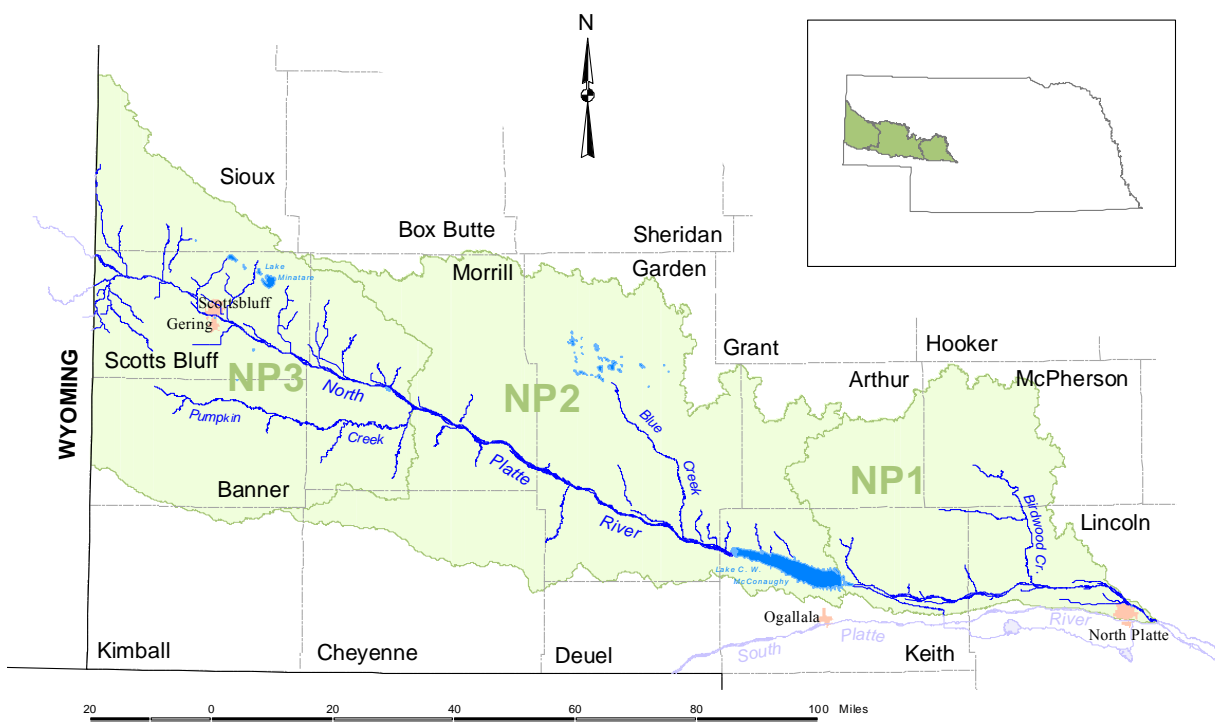 N
Sioux
Box Butte
Sheridan
Morrill
Garden
Lake
Minatare
Scottsbluff
Gering
Grant
Hooker
Scotts Bluff
Arthur
McPherson
NP3
North
NP2
WYOMING
Pumpkin
Creek
Blue
Creek
Platte
NP1
Banner
River
Birdwood Cr.
Lincoln
Lake C. W.
McConaughy
Ogallala
River
North Platte
Platte
South
Kimball
Cheyenne
Deuel
Keith
20 0 20 40 60 80 100 Miles